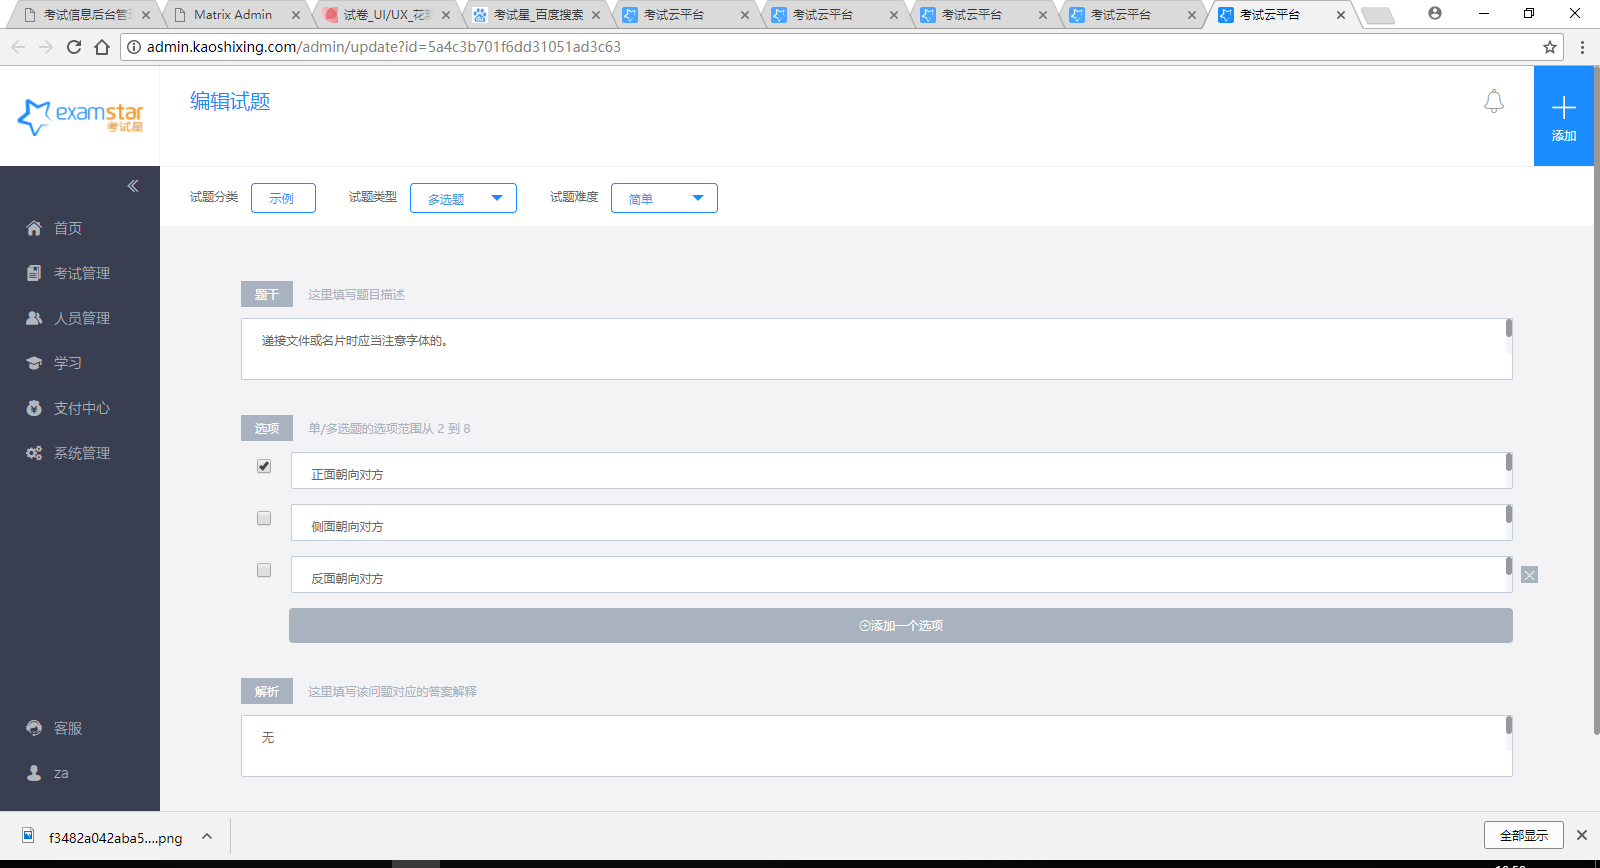 考试信息后台管
Matrix Admin
试卷_UI/UX_花
考试星_百度搜索
考试云平台
考试云平台
考试云平台
考试云平台
考试云平台
admin.kaoshixing.com/admin/update?id=5a4c3b701f6dd31051ad3c63
examstar
考试星
编辑试题
添加
试题分类
示例
试题类型
多选题
试题难度
简单
首页
考试管理
人员管理
学习
支付中心
系统管理
客服
za
题干
这里填写题目描述
递接文件或名片时应当注意字体的。
选项
单/多选题的选项范围从 2 到 8
正面朝向对方
侧面朝向对方
反面朝向对方
添加一个选项
解析
这里填写该问题对应的答案解释
无
f3482a042aba5....png
全部显示